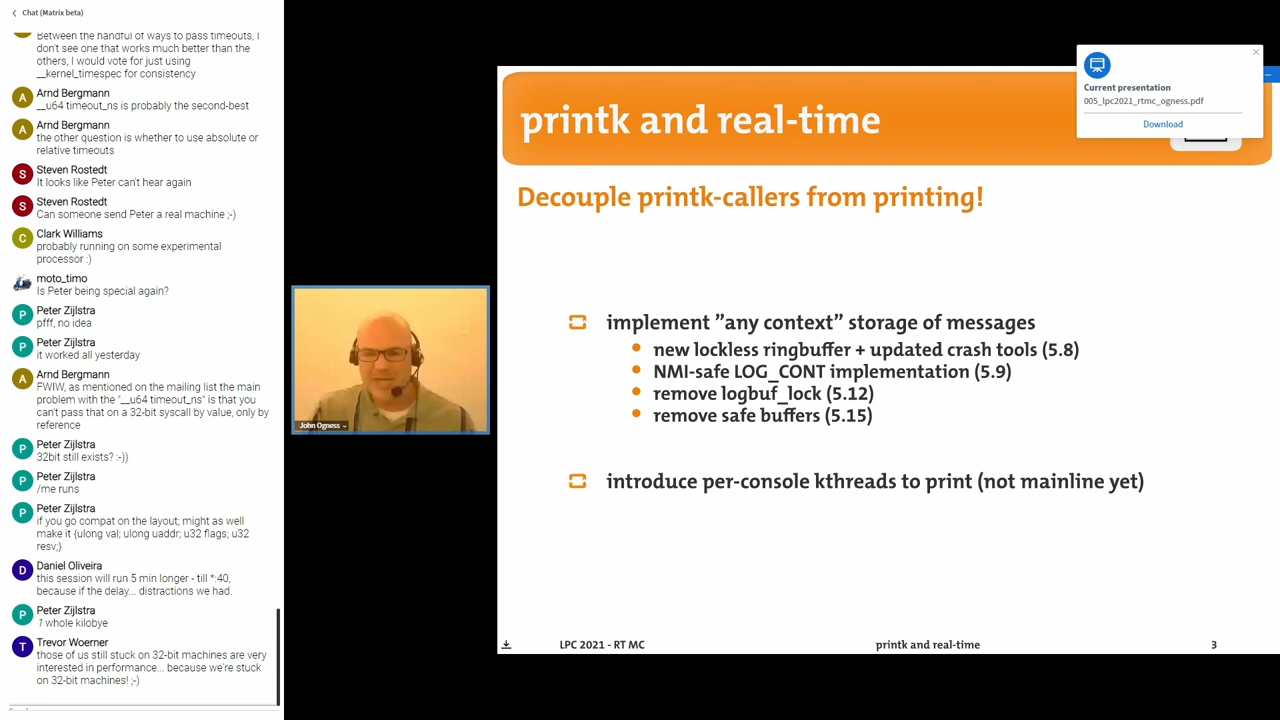 Chat (Matrix beta)
Between the handful of ways to pass timeouts, I
don't see one that works much better than the
others, I would vote for just using
__kernel_timespec for consistency
Arnd Bergmann
__u64 timeout_ns is probably the second-best
Arnd Bergmann
the other question is whether to use absolute or
relative timeouts
Steven Rostedt
It looks like Peter can't hear again
Steven Rostedt
Can someone send Peter a real machine ;-)
Clark Williams
probably running on some experimental
processor :)
moto_timo
Is Peter being special again?
Peter Zijlstra
pfff, no idea
Peter Zijlstra
it worked all yesterday
Arnd Bergmann
FWIW, as mentioned on the mailing list the main
problem with the "__u64 timeout_ns" is that you
can't pass that on a 32-bit syscall by value, only by
reference
Peter Zijlstra
32bit still exists? :-))
Peter Zijlstra
/me runs
Peter Zijlstra
if you go compat on the layout; might as well
make it {ulong val; ulong uaddr; u32 flags; u32
resv;}
Daniel Oliveira
this session will run 5 min longer - till *:40,
because if the delay... distractions we had.
Peter Zijlstra
1 whole kilobye
Trevor Woerner
those of us still stuck on 32-bit machines are very
interested in performance... because we're stuck
on 32-bit machines! ;-)
John Ogness
printk and real-time
Decouple printk-callers from printing!
implement ”any context” storage of messages
new lockless ringbuffer + updated crash tools (5.8)
NMI-safe LOG_CONT implementation (5.9)
remove logbuf_lock (5.12)
remove safe buffers (5.15)
introduce per-console kthreads to print (not mainline yet)
LPC 2021 - RT MC
printk and real-time
3
Current presentation
005_lpc2021_rtmc_ogness.pdf
Download